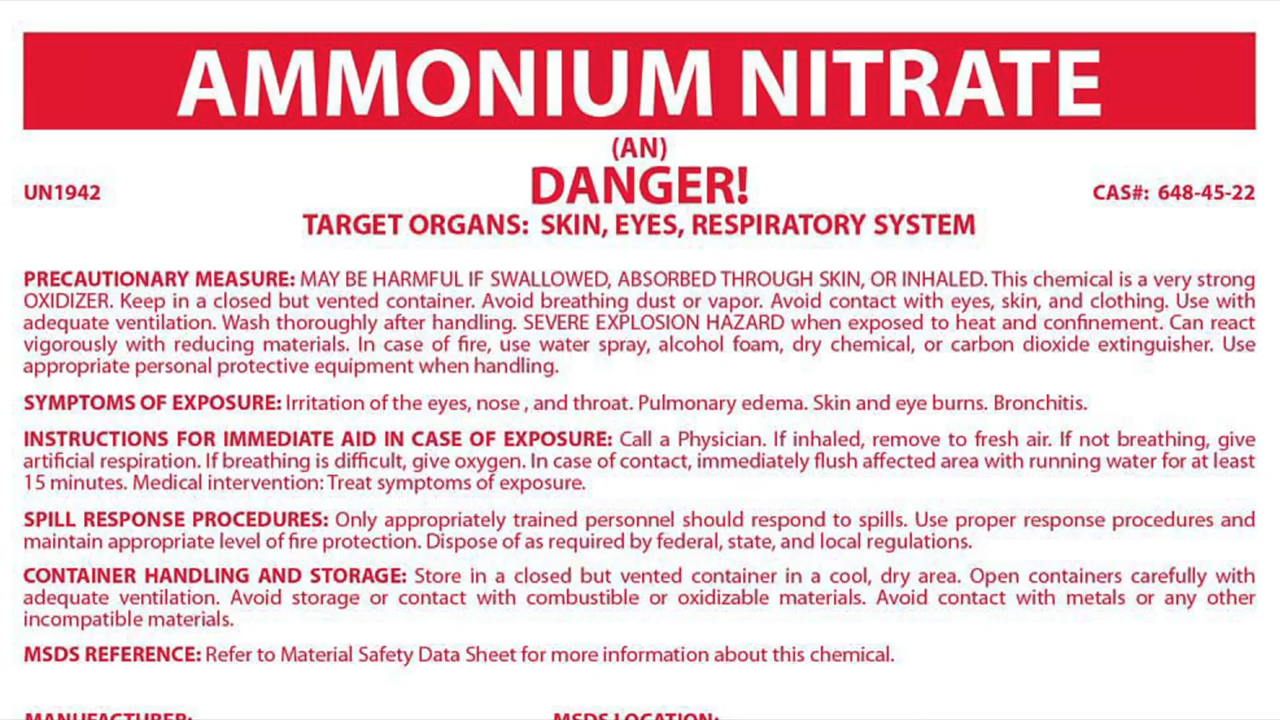 AMMONIUM NITRATE
(AN)
DANGER!
UN1942
CAS#: 648-45-22
TARGET ORGANS: SKIN, EYES, RESPIRATORY SYSTEM
PRECAUTIONARY MEASURE: MAY BE HARMFUL IF SWALLOWED, ABSORBED THROUGH SKIN, OR INHALED. This chemical is a very strong
OXIDIZER. Keep in a closed but vented container. Avoid breathing dust or vapor. Avoid contact with eyes, skin, and clothing. Use with
adequate ventilation. Wash thoroughly after handling. SEVERE EXPLOSION HAZARD when exposed to heat and confinement. Can react
vigorously with reducing materials. In case of fire, use water spray, alcohol foam, dry chemical, or carbon dioxide extinguisher. Use
appropriate personal protective equipment when handling.
SYMPTOMS OF EXPOSURE: Irritation of the eyes, nose , and throat. Pulmonary edema. Skin and eye burns. Bronchitis.
INSTRUCTIONS FOR IMMEDIATE AID IN CASE OF EXPOSURE: Call a Physician. If inhaled, remove to fresh air. If not breathing, give
artificial respiration. If breathing is difficult, give oxygen. In case of contact, immediately flush affected area with running water for at least
15 minutes. Medical intervention: Treat symptoms of exposure.
SPILL RESPONSE PROCEDURES: Only appropriately trained personnel should respond to spills. Use proper response procedures and
maintain appropriate level of fire protection. Dispose of as required by federal, state, and local regulations.
CONTAINER HANDLING AND STORAGE: Store in a closed but vented container in a cool, dry area. Open containers carefully with
adequate ventilation. Avoid storage or contact with combustible or oxidizable materials. Avoid contact with metals or any other
incompatible materials.
MSDS REFERENCE: Refer to Material Safety Data Sheet for more information about this chemical.
MANUFACTURER: MSDS LOCATION: